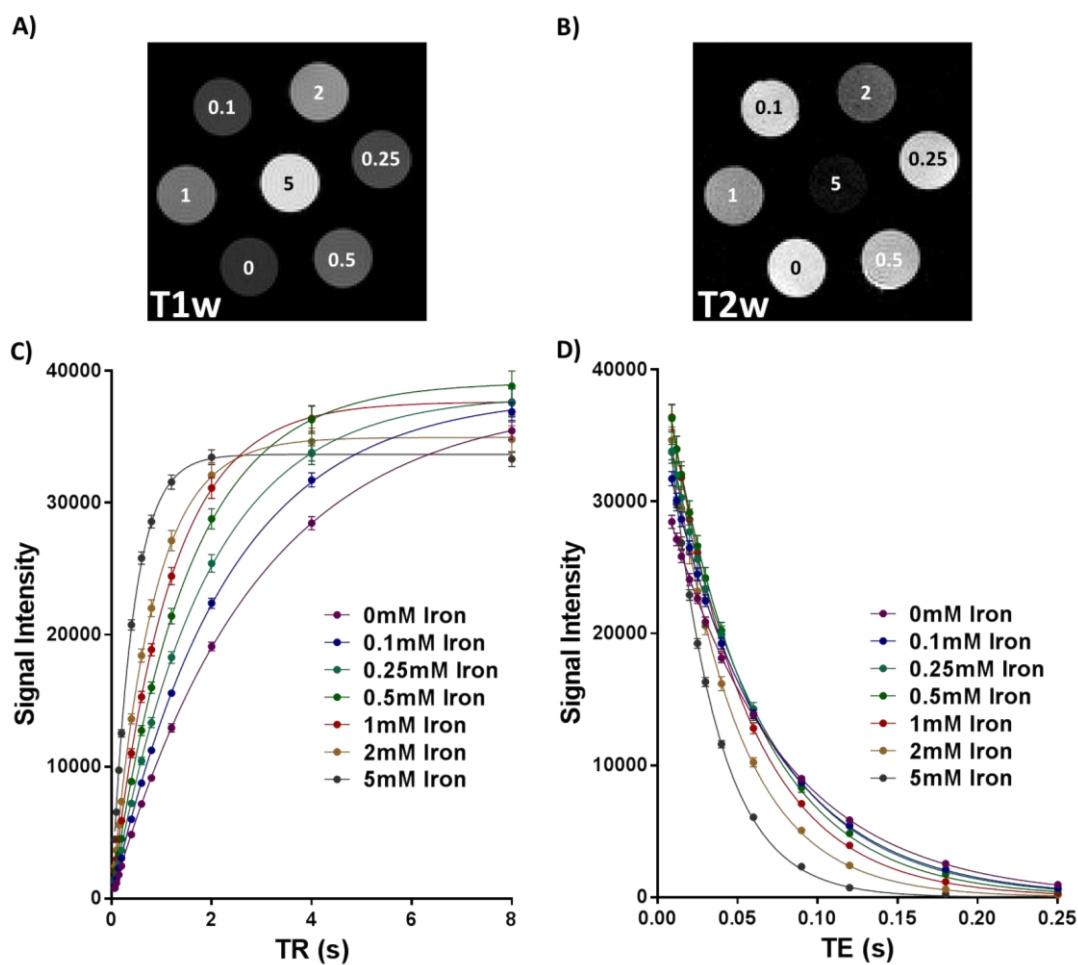 A)
0.1
2
0.25
1
5
0
0.5
T1w
B)
0.1
2
0.25
1
5
0
0.5
T2w
C)
40000
30000
20000
10000
0
Signal Intensity
0mM Iron
0.1mM Iron
0.25mM Iron
0.5mM Iron
1mM Iron
2mM Iron
5mM Iron
0 2 4 6 8
TR (s)
D)
40000
30000
20000
10000
0
Signal Intensity
0mM Iron
0.1mM Iron
0.25mM Iron
0.5mM Iron
1mM Iron
2mM Iron
5mM Iron
0.00 0.05 0.10 0.15 0.20 0.25
TE (s)